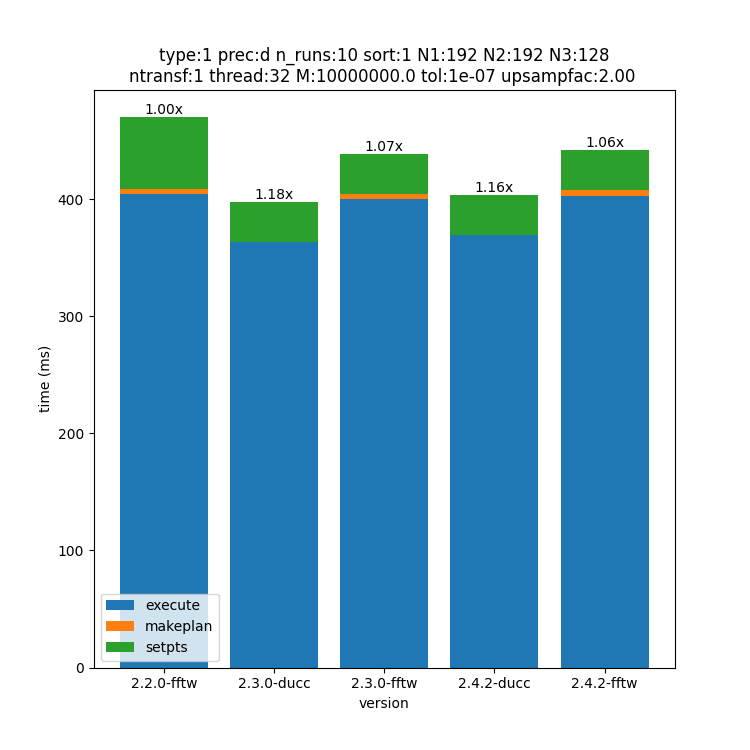 type:1 prec:d n_runs:10 sort:1 N1:192 N2:192 N3:128
ntransf:1 thread:32 M:10000000.0 tol:1e-07 upsampfac:2.00
1.00x
1.18x
1.07x
1.16x
1.06x
400
300
200
100
0
time (ms)
execute
makeplan
setpts
2.2.0-fftw
2.3.0-ducc
2.3.0-fftw
2.4.2-ducc
2.4.2-fftw
version